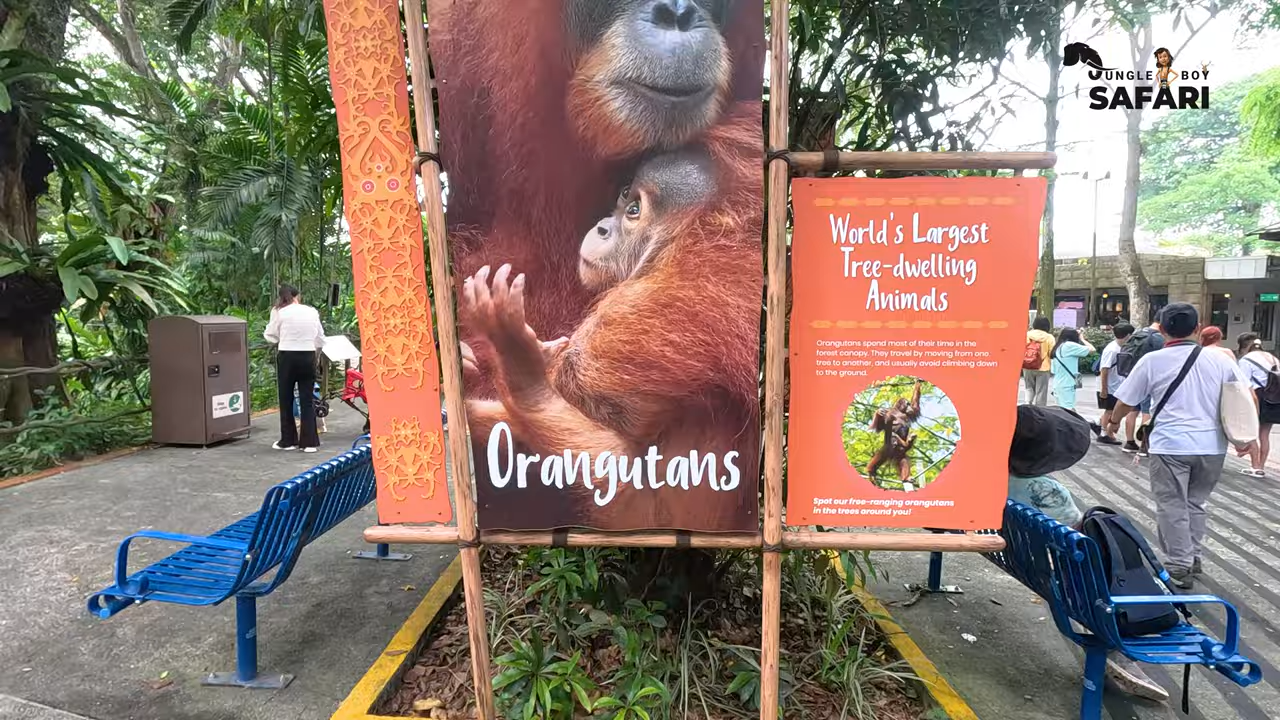 JUNGLE BOY
SAFARI
World's Largest
Tree-dwelling
Animals
Orangutans spend most of their time in the
forest canopy. They travel by moving from one
tree to another, and usually avoid climbing down
to the ground.
Orangutans
Spot our free-ranging orangutans
in the trees around you!